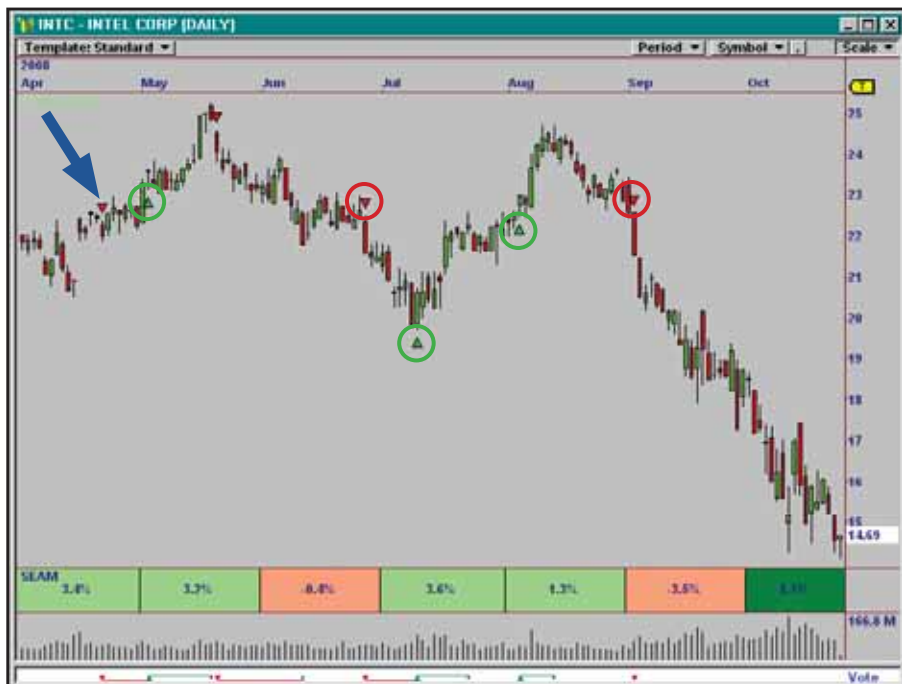 INTC - INTEL CORP (DAILY)
Template: Standard Period Symbol . Scale
2008
Apr May Jun Jul Aug Sep Oct
T
25
24
23
22
21
20
19
18
17
16
15
14.69
SEAM
3.4% 3.2% -0.4% 3.6% 1.3% -3.5%
166.8 M
Vote